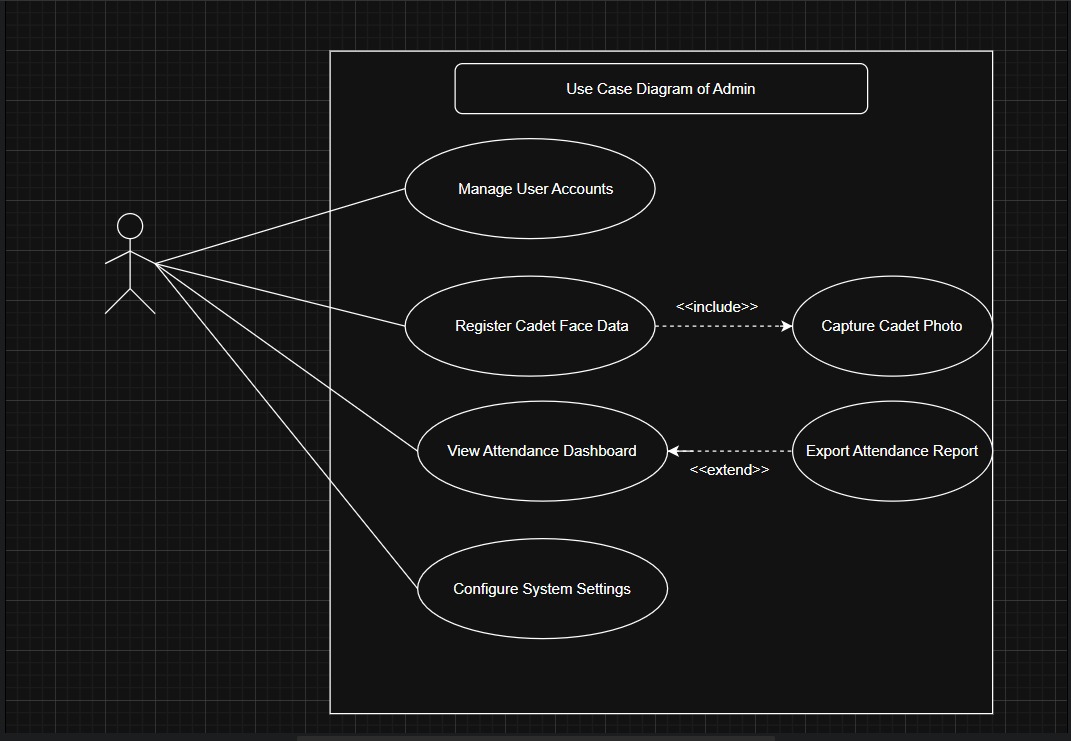 Use Case Diagram of Admin
Manage User Accounts
<<include>>
Register Cadet Face Data
Capture Cadet Photo
View Attendance Dashboard
Export Attendance Report
<<extend>>
Configure System Settings